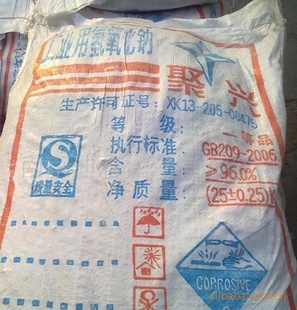 工业用氢氧化钠
聚兴
生产许可证号: XK13-205-00475
等级: 一等品
执行标准: GB209-2006
含量: ≥96.0%
净质量: (25±0.25)K
质量安全
CORROSIVE